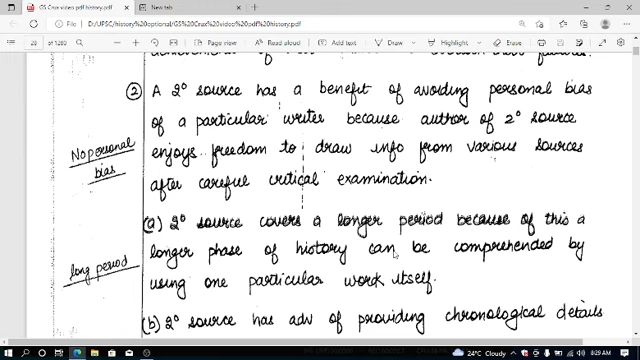 GS Crux video pdf history.pdf
New tab
File
D:/UPSC/history%20optional/GS%20Crux%20video%20pdf%20history.pdf
28 of 1260
Page view
Read aloud
Add text
Draw
Highlight
Erase
② A 2° source has a benefit of avoiding personal bias
of a particular writer because author of 2° source
No personal
bias
enjoys freedom to draw info from various sources
after careful critical examination.
(a) 2° source covers a longer period because of this a
long period
longer phase of history can be comprehended by
using one particular work itself.
(b) 2° source has adv of providing chronological details
24°C Cloudy
ENG
8:29 AM